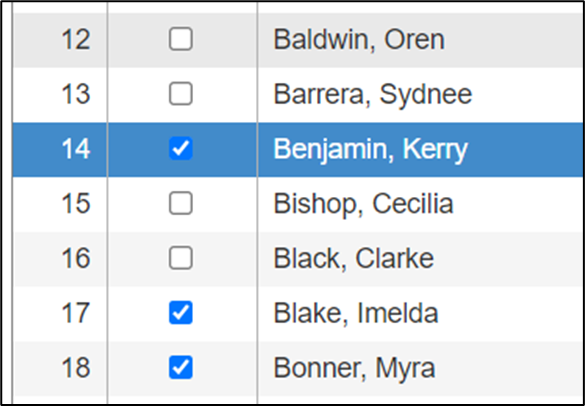 12 Baldwin, Oren
13 Barrera, Sydnee
14 Benjamin, Kerry
15 Bishop, Cecilia
16 Black, Clarke
17 Blake, Imelda
18 Bonner, Myra